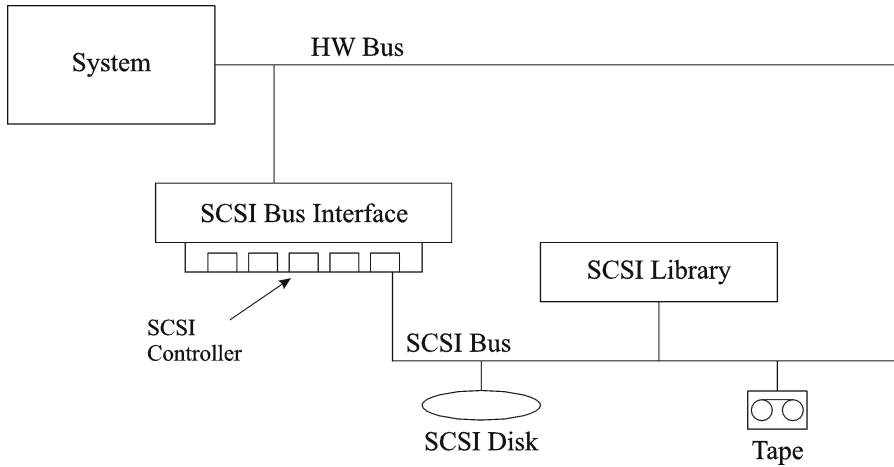 System
HW Bus
SCSI Bus Interface
SCSI Library
SCSI
Controller
SCSI Bus
SCSI Disk
Tape